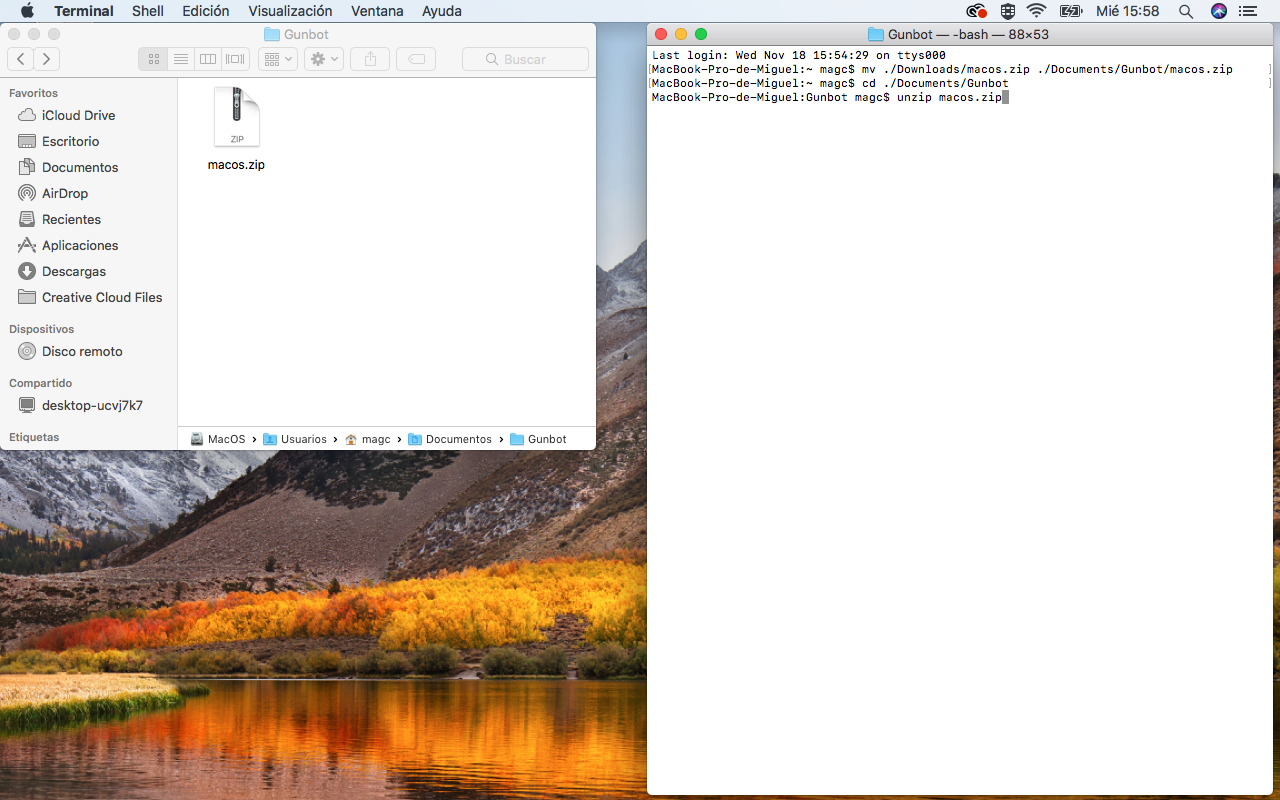 Terminal Shell Edición Visualización Ventana Ayuda Mié 15:58
Gunbot
Buscar
Favoritos
iCloud Drive
Escritorio
Documentos
AirDrop
Recientes
Aplicaciones
Descargas
Creative Cloud Files
Dispositivos
Disco remoto
Compartido
desktop-ucvj7k7
Etiquetas
ZIP
macos.zip
MacOS › Usuarios › magc › Documentos › Gunbot
Gunbot — -bash — 88×53
Last login: Wed Nov 18 15:54:29 on ttys000
[MacBook-Pro-de-Miguel:~ magc$ mv ./Downloads/macos.zip ./Documents/Gunbot/macos.zip ]
[MacBook-Pro-de-Miguel:~ magc$ cd ./Documents/Gunbot ]
MacBook-Pro-de-Miguel:Gunbot magc$ unzip macos.zip